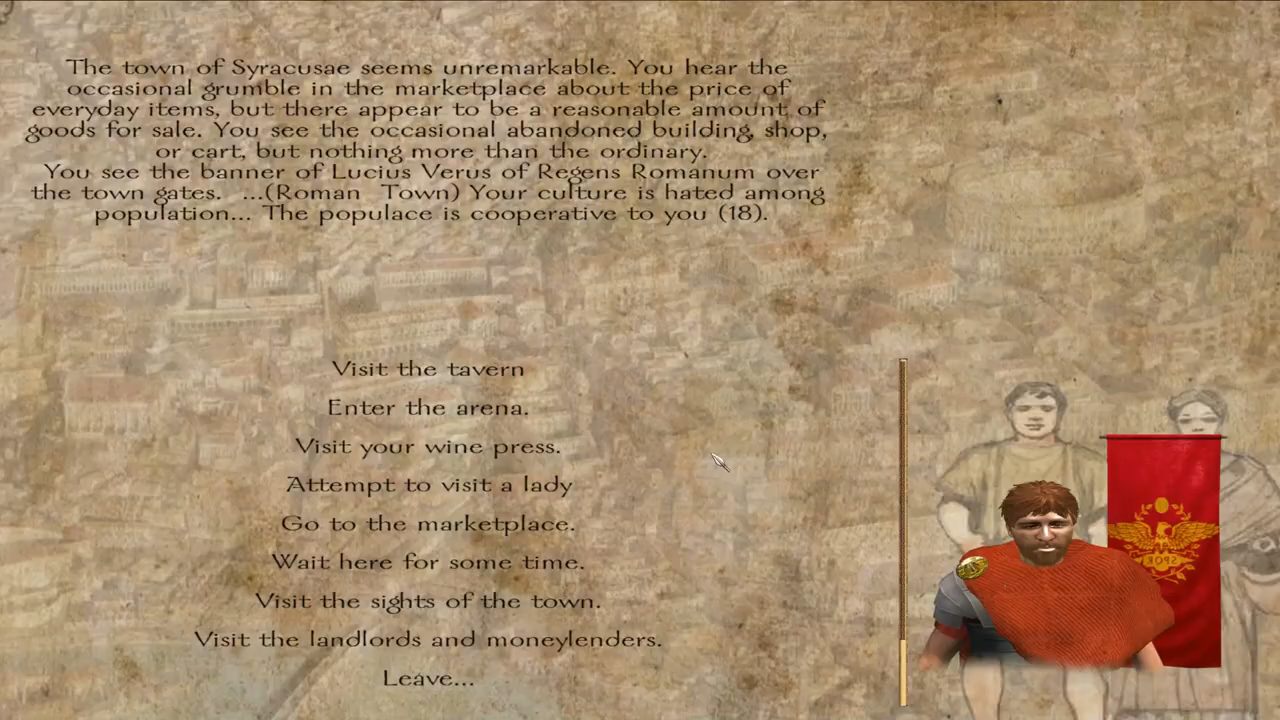 The town of Syracusae seems unremarkable. You hear the
occasional grumble in the marketplace about the price of
everyday items, but there appear to be a reasonable amount of
goods for sale. You see the occasional abandoned building, shop,
or cart, but nothing more than the ordinary.
You see the banner of Lucius Verus of Regens Romanum over
the town gates. ...(Roman Town) Your culture is hated among
population... The populace is cooperative to you (18).
Visit the tavern
Enter the arena.
Visit your wine press.
Attempt to visit a lady
Go to the marketplace.
Wait here for some time.
Visit the sights of the town.
Visit the landlords and moneylenders.
Leave...
SPQR